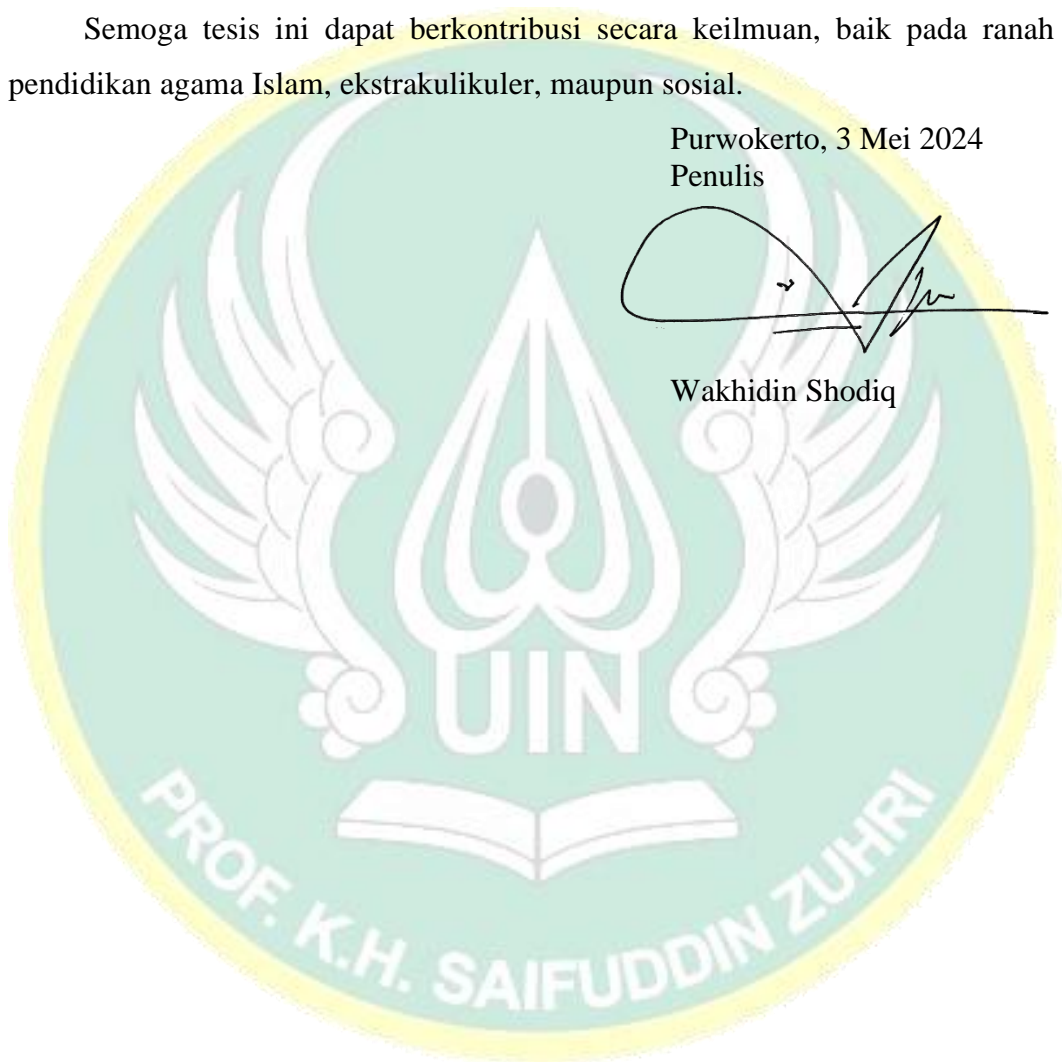 Semoga tesis ini dapat berkontribusi secara keilmuan, baik pada ranah
pendidikan agama Islam, ekstrakulikuler, maupun sosial.
Purwokerto, 3 Mei 2024
Penulis
Wakhidin Shodiq
UIN
PROF. K.H. SAIFUDDIN ZUHRI